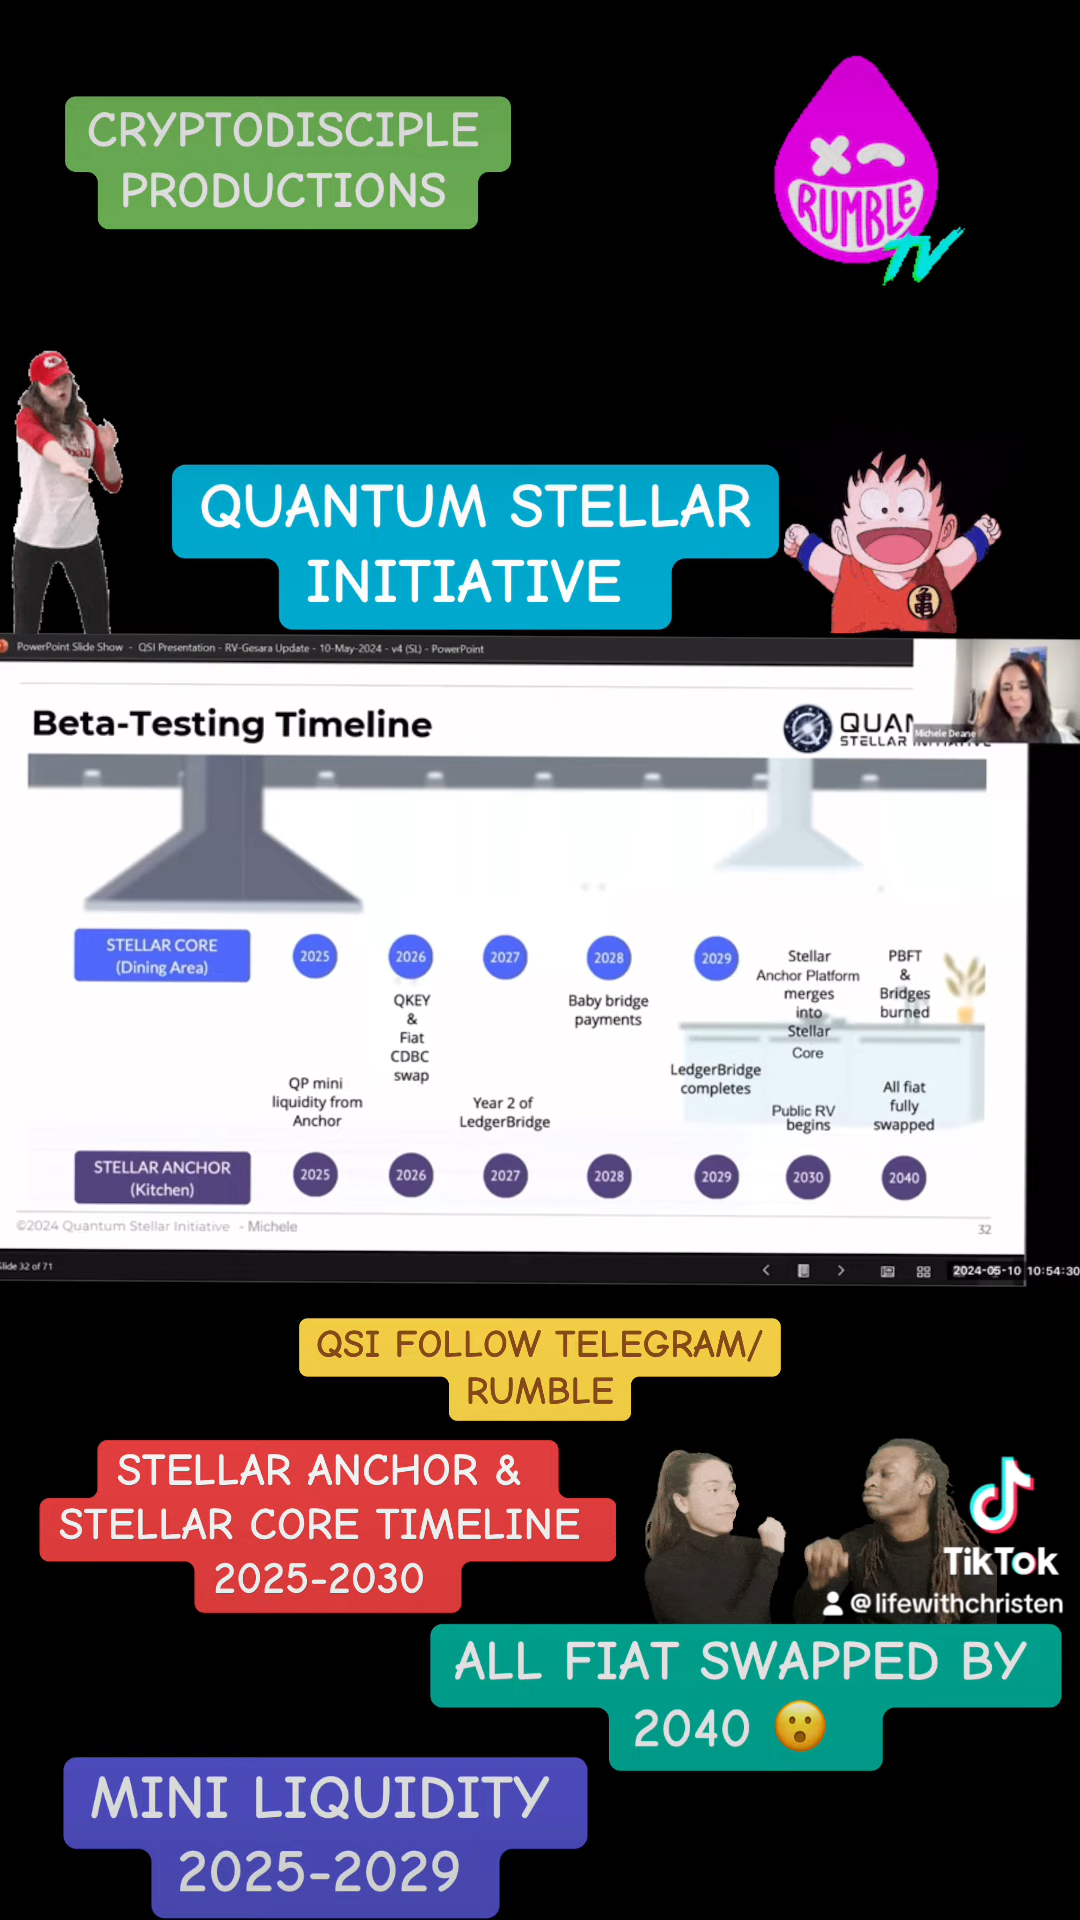 CRYPTODISCIPLE
PRODUCTIONS
RUMBLE
TV
QUANTUM STELLAR
INITIATIVE
PowerPoint Slide Show - QSI Presentation - RV-Gesara Update - 10-May-2024 - v4 (SL) - PowerPoint
Beta-Testing Timeline
QUAN
STELLAR INITIATIVE
Michele Deane
STELLAR CORE
(Dining Area)
2025
2026
2027
2028
2029
Stellar
Anchor Platform
merges
into
Stellar
Core
PBFT
&
Bridges
burned
QKEY
&
Fiat
CDBC
swap
Baby bridge
payments
QP mini
liquidity from
Anchor
Year 2 of
LedgerBridge
LedgerBridge
completes
Public RV
begins
All fiat
fully
swapped
STELLAR ANCHOR
(Kitchen)
2025
2026
2027
2028
2029
2030
2040
©2024 Quantum Stellar Initiative - Michele
32
Slide 32 of 71
2024-05-10 10:54:30
QSI FOLLOW TELEGRAM/
RUMBLE
STELLAR ANCHOR &
STELLAR CORE TIMELINE
2025-2030
TikTok
@lifewithchristen
ALL FIAT SWAPPED BY
2040 😮
MINI LIQUIDITY
2025-2029